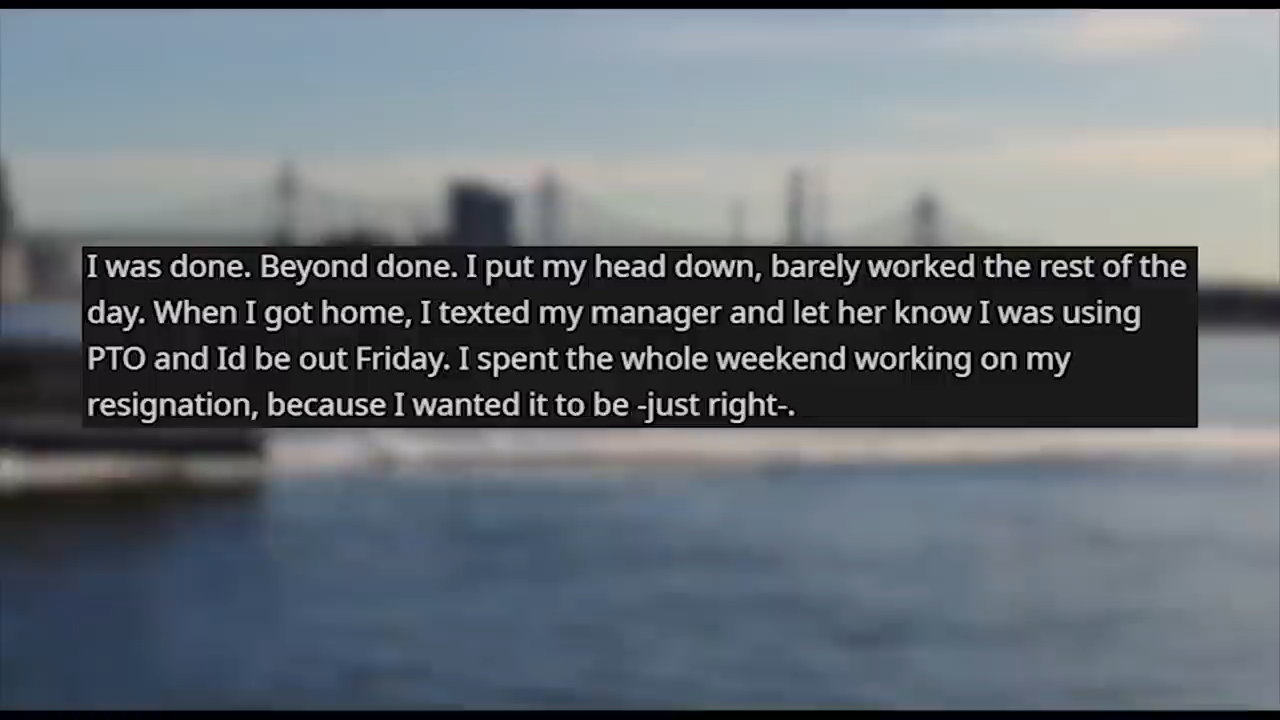 I was done. Beyond done. I put my head down, barely worked the rest of the
day. When I got home, I texted my manager and let her know I was using
PTO and Id be out Friday. I spent the whole weekend working on my
resignation, because I wanted it to be -just right-.